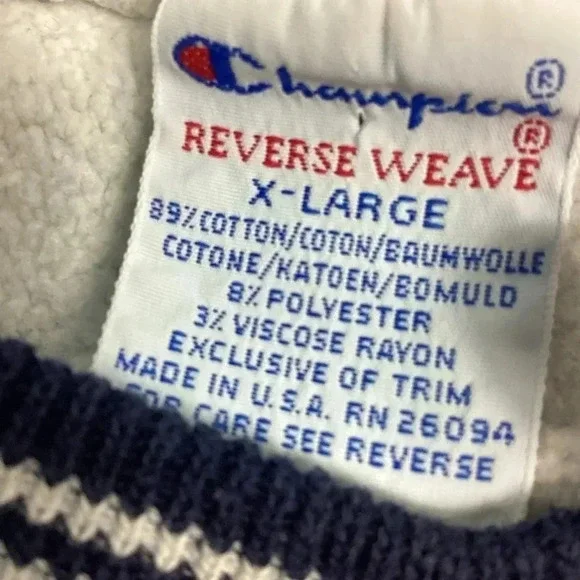 Champion®
REVERSE WEAVE®
X-LARGE
89% COTTON/COTON/BAUMWOLLE
COTONE/KATOEN/BOMULD
8% POLYESTER
3% VISCOSE RAYON
EXCLUSIVE OF TRIM
MADE IN U.S.A. RN 26094
FOR CARE SEE REVERSE